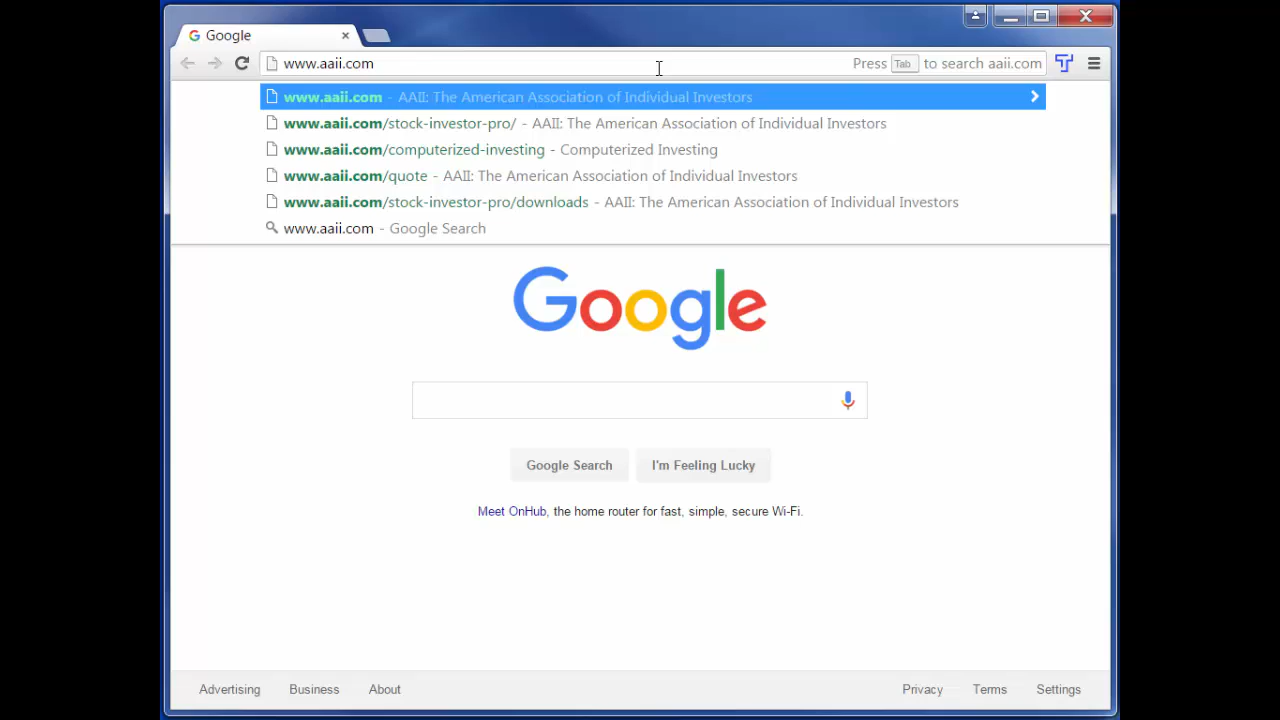 Google
www.aaii.com Press Tab to search aaii.com
www.aaii.com - AAII: The American Association of Individual Investors
www.aaii.com/stock-investor-pro/ - AAII: The American Association of Individual Investors
www.aaii.com/computerized-investing - Computerized Investing
www.aaii.com/quote - AAII: The American Association of Individual Investors
www.aaii.com/stock-investor-pro/downloads - AAII: The American Association of Individual Investors
www.aaii.com - Google Search
Google
Google Search I'm Feeling Lucky
Meet OnHub, the home router for fast, simple, secure Wi-Fi.
Advertising Business About Privacy Terms Settings